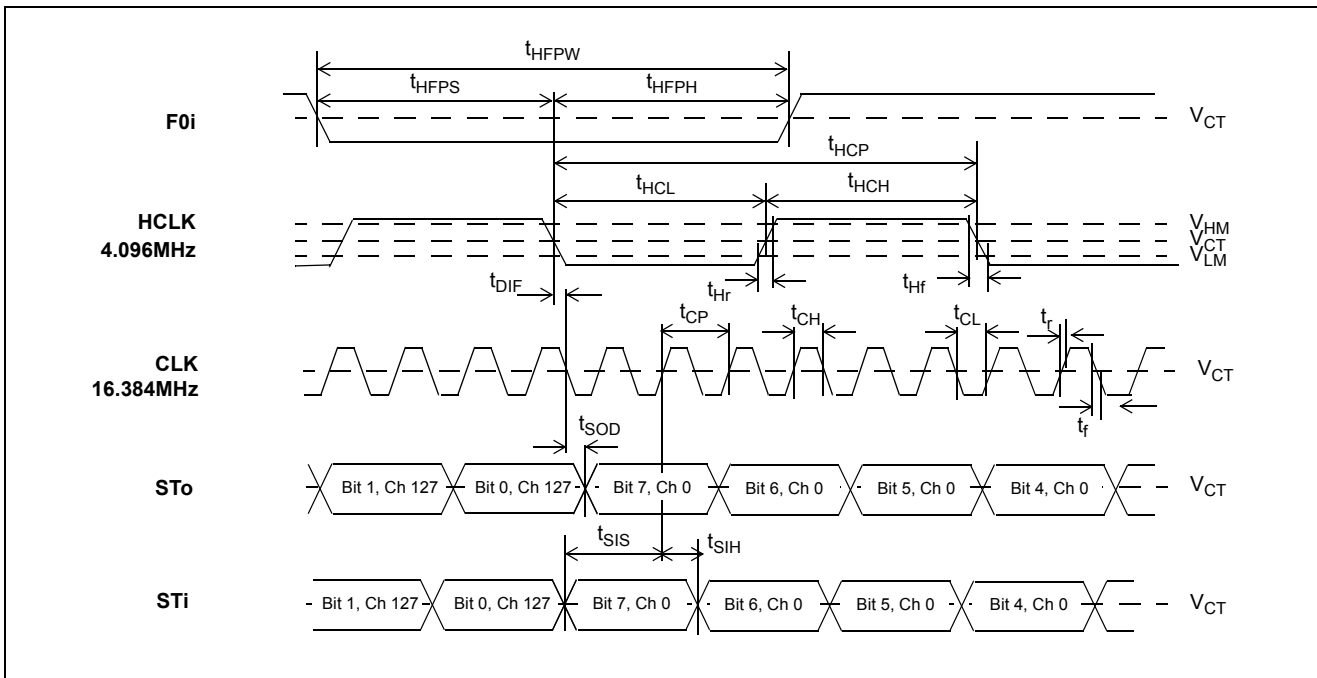 tHFPW
tHFPS tHFPH
F0i VCT
tHCP
tHCL tHCH
HCLK VHM
4.096MHz VCT
VLM
tDIF tHr tHf
tCP tCH tCL tr
CLK VCT
16.384MHz
tf
tSOD
STo Bit 1, Ch 127 Bit 0, Ch 127 Bit 7, Ch 0 Bit 6, Ch 0 Bit 5, Ch 0 Bit 4, Ch 0 VCT
tSIS tSIH
STi Bit 1, Ch 127 Bit 0, Ch 127 Bit 7, Ch 0 Bit 6, Ch 0 Bit 5, Ch 0 Bit 4, Ch 0 VCT